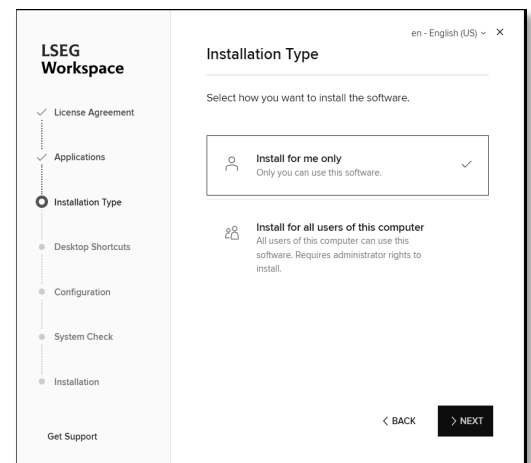 en - English (US)
LSEG
Workspace
License Agreement
Applications
Installation Type
Desktop Shortcuts
Configuration
System Check
Installation
Get Support
Installation Type
Select how you want to install the software.
Install for me only
Only you can use this software.
Install for all users of this computer
All users of this computer can use this
software. Requires administrator rights to
install.
BACK
NEXT